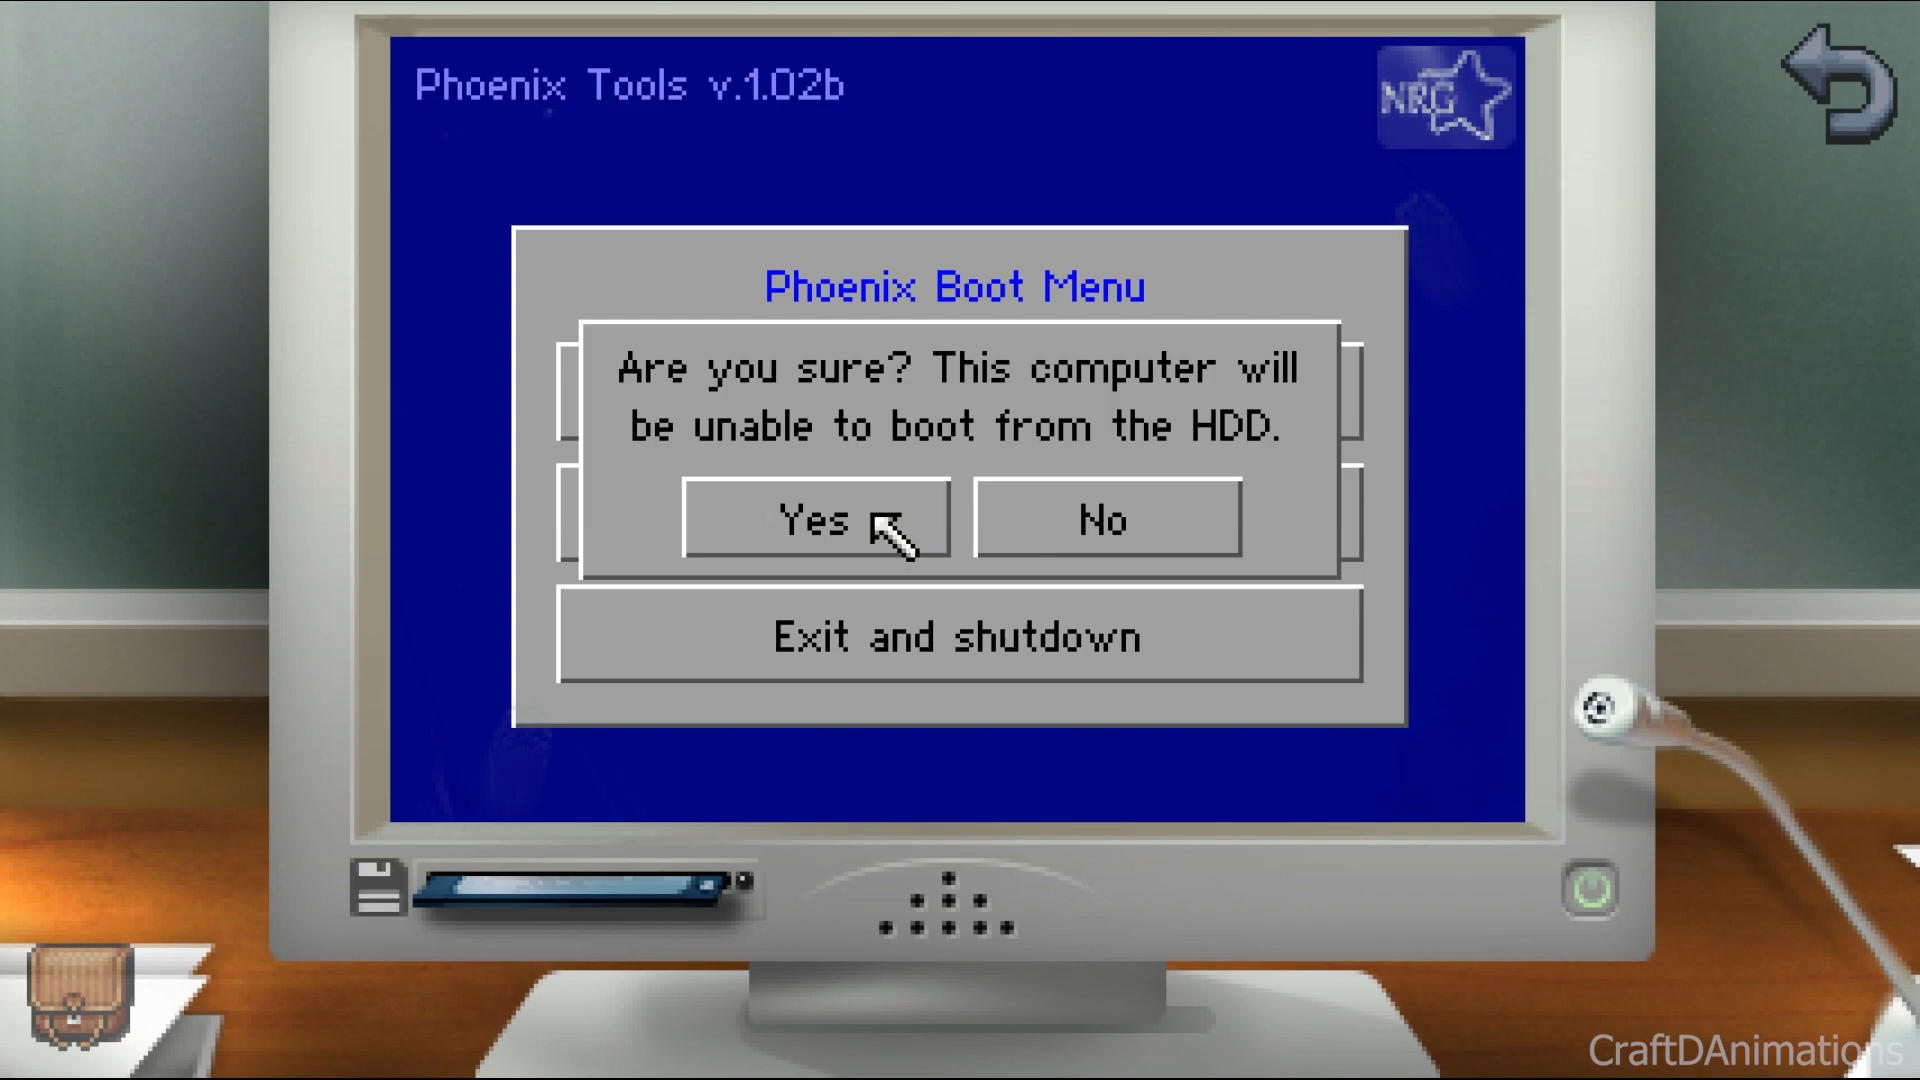 Phoenix Tools v.1.02b
NRG
Phoenix Boot Menu
Are you sure? This computer will
be unable to boot from the HDD.
Yes
No
Exit and shutdown
CraftDAnimations